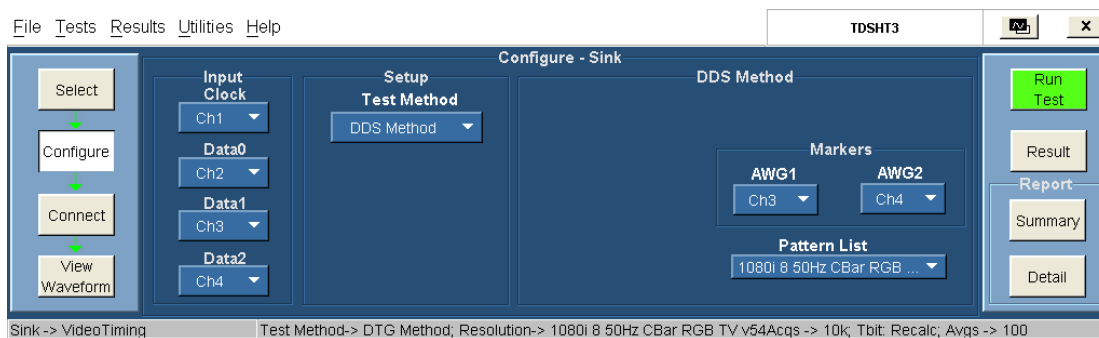 File Tests Results Utilities Help
TDSHT3
Configure - Sink
Select
Configure
Connect
View
Waveform
Input
Clock
Ch1
Data0
Ch2
Data1
Ch3
Data2
Ch4
Setup
Test Method
DDS Method
DDS Method
Markers
AWG1 AWG2
Ch3 Ch4
Pattern List
1080i 8 50Hz CBar RGB ...
Run
Test
Result
Report
Summary
Detail
Sink -> VideoTiming
Test Method-> DTG Method; Resolution-> 1080i 8 50Hz CBar RGB TV v54Acqs -> 10k; Tbit: Recalc; Avgs -> 100